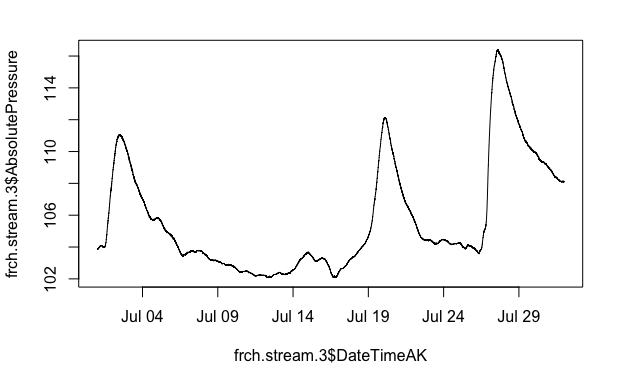 frch.stream.3$AbsolutePressure
114
110
106
102
Jul 04 Jul 09 Jul 14 Jul 19 Jul 24 Jul 29
frch.stream.3$DateTimeAK